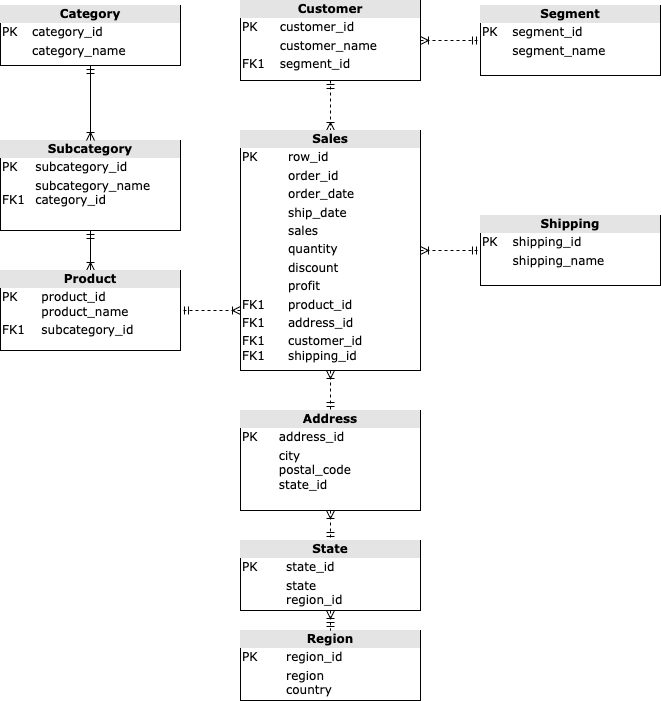 Category
PK category_id
category_name
Customer
PK customer_id
customer_name
FK1 segment_id
Segment
PK segment_id
segment_name
Subcategory
PK subcategory_id
subcategory_name
FK1 category_id
Sales
PK row_id
order_id
order_date
ship_date
sales
quantity
discount
profit
FK1 product_id
FK1 address_id
FK1 customer_id
FK1 shipping_id
Shipping
PK shipping_id
shipping_name
Product
PK product_id
product_name
FK1 subcategory_id
Address
PK address_id
city
postal_code
state_id
State
PK state_id
state
region_id
Region
PK region_id
region
country